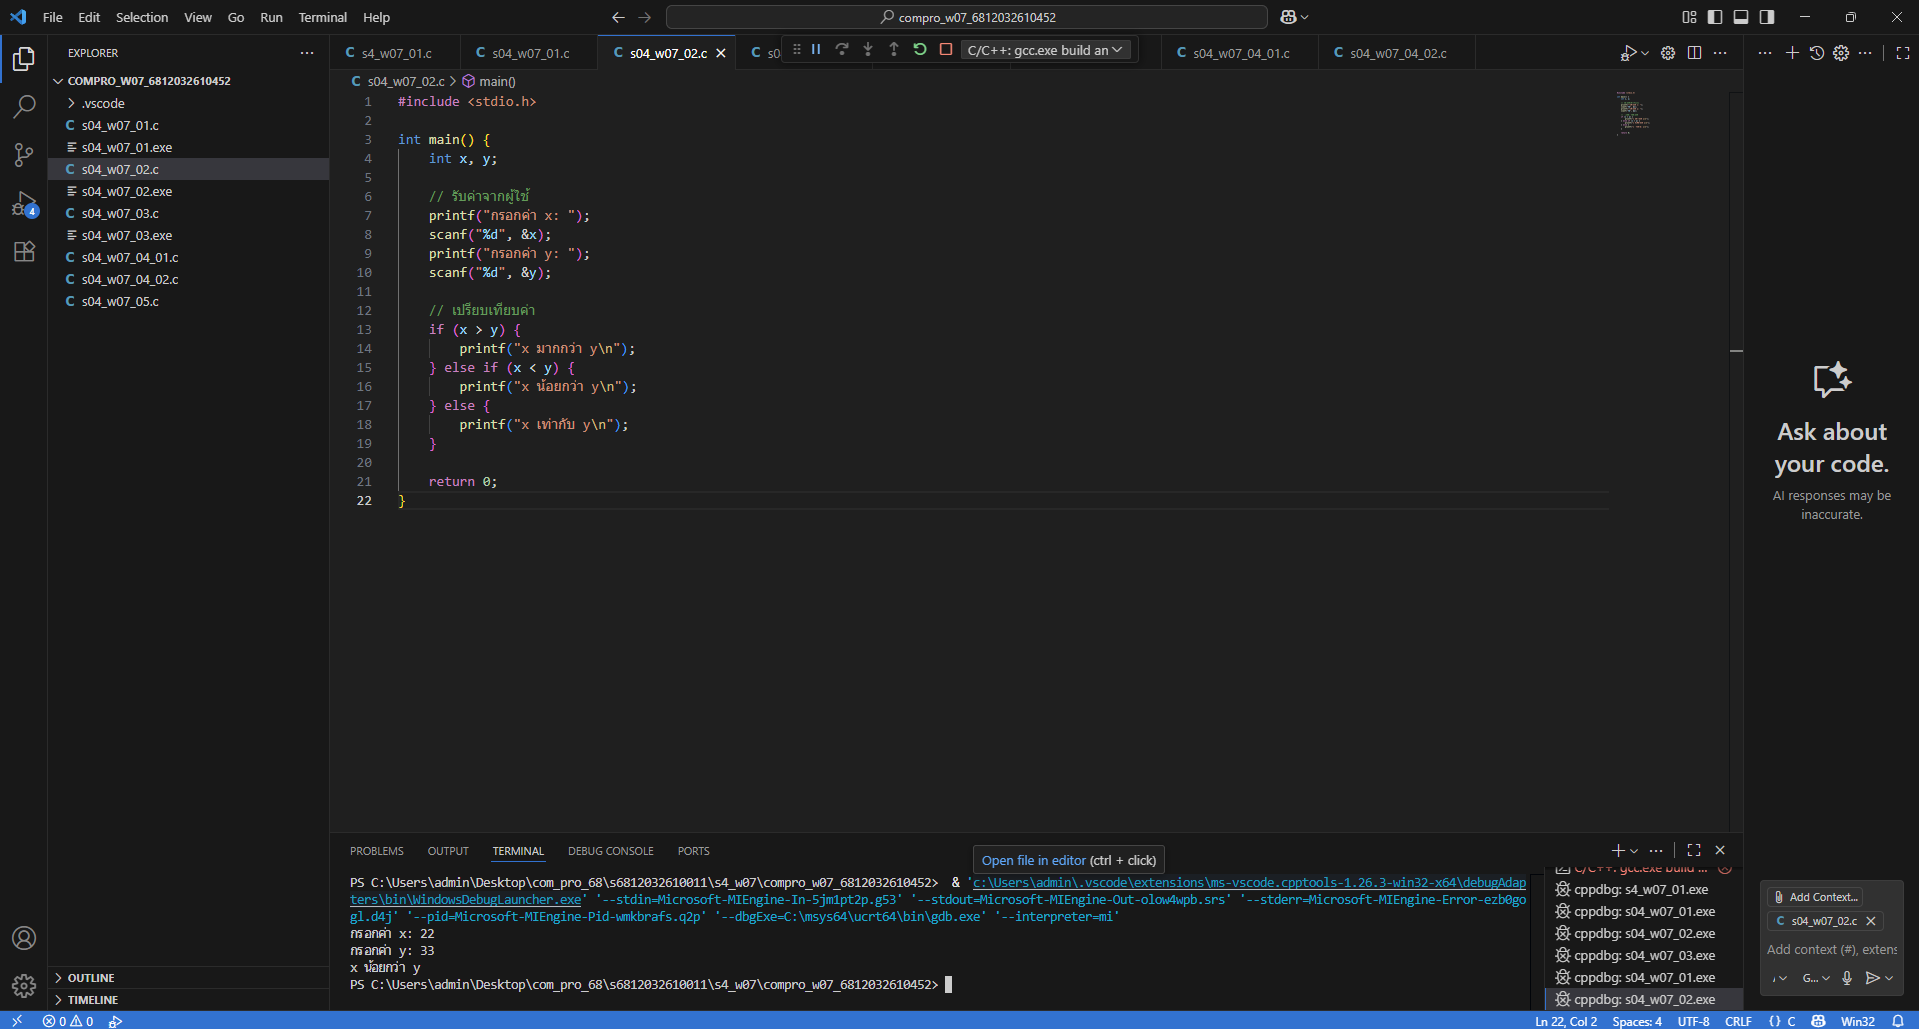 File Edit Selection View Go Run Terminal Help
compro_w07_6812032610452
EXPLORER
COMPRO_W07_6812032610452
.vscode
C s04_w07_01.c
s04_w07_01.exe
C s04_w07_02.c
s04_w07_02.exe
C s04_w07_03.c
s04_w07_03.exe
C s04_w07_04_01.c
C s04_w07_04_02.c
C s04_w07_05.c
4
OUTLINE
TIMELINE
C s4_w07_01.c C s04_w07_01.c C s04_w07_02.c C s0 C/C++: gcc.exe build an C s04_w07_04_01.c C s04_w07_04_02.c
C s04_w07_02.c > main()
1 #include <stdio.h>
2
3 int main() {
4 int x, y;
5
6 // รับค่าจากผู้ใช้
7 printf("กรอกค่า x: ");
8 scanf("%d", &x);
9 printf("กรอกค่า y: ");
10 scanf("%d", &y);
11
12 // เปรียบเทียบค่า
13 if (x > y) {
14 printf("x มากกว่า y\n");
15 } else if (x < y) {
16 printf("x น้อยกว่า y\n");
17 } else {
18 printf("x เท่ากับ y\n");
19 }
20
21 return 0;
22 }
PROBLEMS OUTPUT TERMINAL DEBUG CONSOLE PORTS
Open file in editor (ctrl + click)
PS C:\Users\admin\Desktop\com_pro_68\s6812032610011\s4_w07\compro_w07_6812032610452> & 'c:\Users\admin\.vscode\extensions\ms-vscode.cpptools-1.26.3-win32-x64\debugAdap
ters\bin\WindowsDebugLauncher.exe' '--stdin=Microsoft-MIEngine-In-5jm1pt2p.g53' '--stdout=Microsoft-MIEngine-Out-olow4wpb.srs' '--stderr=Microsoft-MIEngine-Error-ezb0go
gl.d4j' '--pid=Microsoft-MIEngine-Pid-wmkbrafs.q2p' '--dbgExe=C:\msys64\ucrt64\bin\gdb.exe' '--interpreter=mi'
กรอกค่า x: 22
กรอกค่า y: 33
x น้อยกว่า y
PS C:\Users\admin\Desktop\com_pro_68\s6812032610011\s4_w07\compro_w07_6812032610452>
C/C++: gcc.exe build ...
cppdbg: s4_w07_01.exe
cppdbg: s04_w07_01.exe
cppdbg: s04_w07_02.exe
cppdbg: s04_w07_03.exe
cppdbg: s04_w07_01.exe
cppdbg: s04_w07_02.exe
Ask about
your code.
AI responses may be
inaccurate.
Add Context...
C s04_w07_02.c
Add context (#), extens
G...
0 0
Ln 22, Col 2 Spaces: 4 UTF-8 CRLF {} C Win32